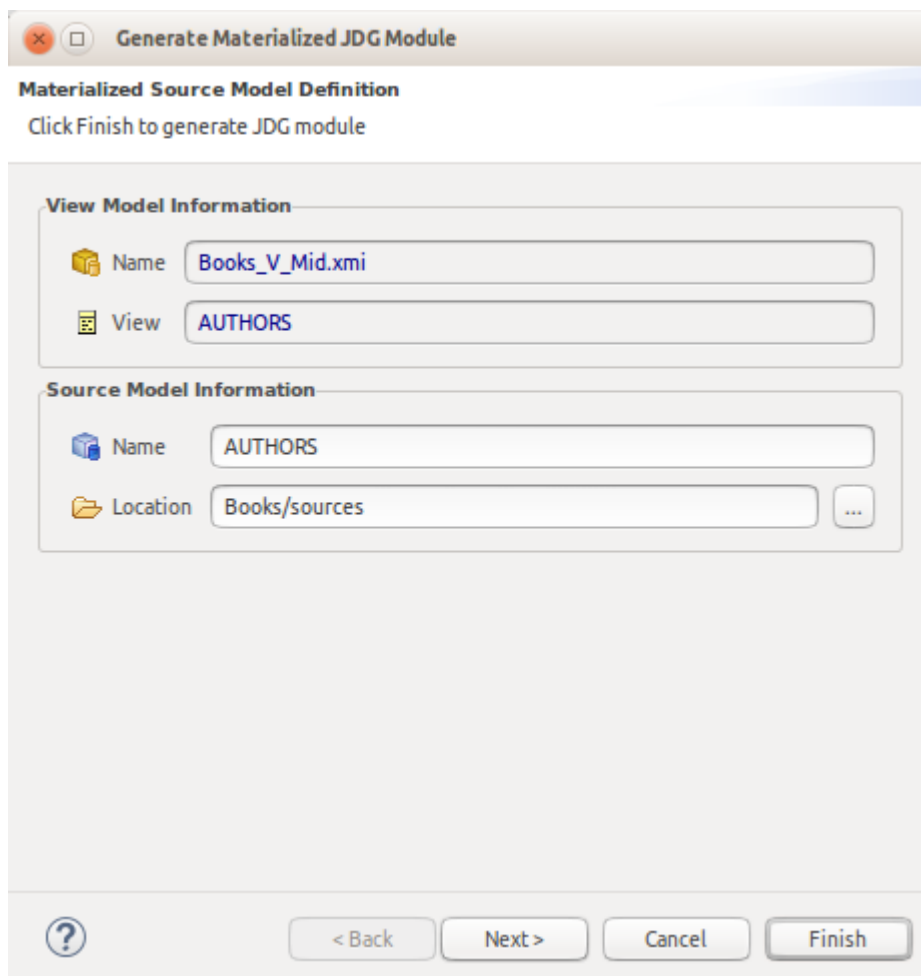 Generate Materialized JDG Module
Materialized Source Model Definition
Click Finish to generate JDG module
View Model Information
Name Books_V_Mid.xmi
View AUTHORS
Source Model Information
Name AUTHORS
Location Books/sources ...
? < Back Next > Cancel Finish